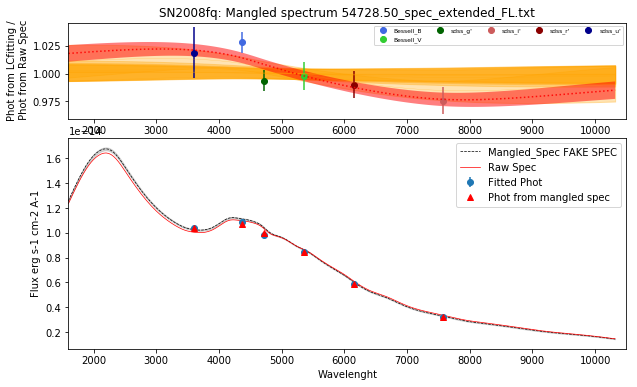 SN2008fq: Mangled spectrum 54728.50_spec_extended_FL.txt
Phot from LCfitting /
Phot from Raw Spec
1.025
1.000
0.975
Bessell_B
Bessell_V
sdss_g'
sdss_i'
sdss_r'
sdss_u'
2000 3000 4000 5000 6000 7000 8000 9000 10000
1e−14
Flux erg s-1 cm-2 A-1
1.6
1.4
1.2
1.0
0.8
0.6
0.4
0.2
Mangled_Spec FAKE SPEC
Raw Spec
Fitted Phot
Phot from mangled spec
2000 3000 4000 5000 6000 7000 8000 9000 10000
Wavelenght